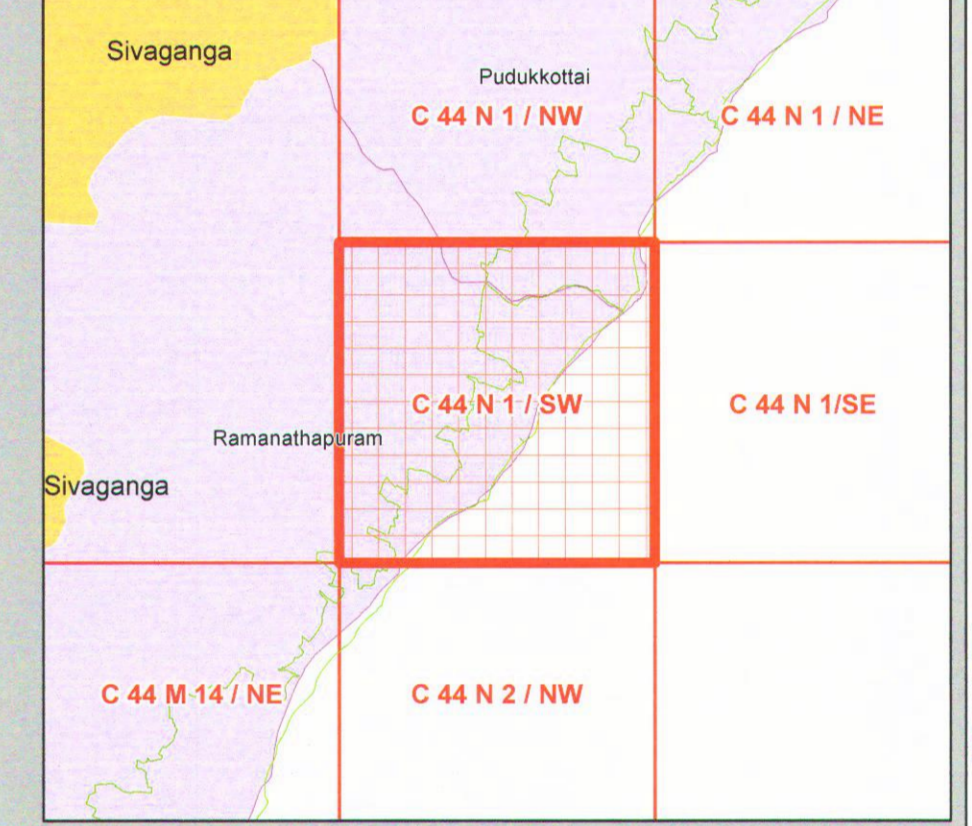 Sivaganga
Pudukkottai
C 44 N 1 / NW
C 44 N 1 / NE
C 44 N 1 / SW
C 44 N 1/SE
Ramanathapuram
Sivaganga
C 44 M 14 / NE
C 44 N 2 / NW